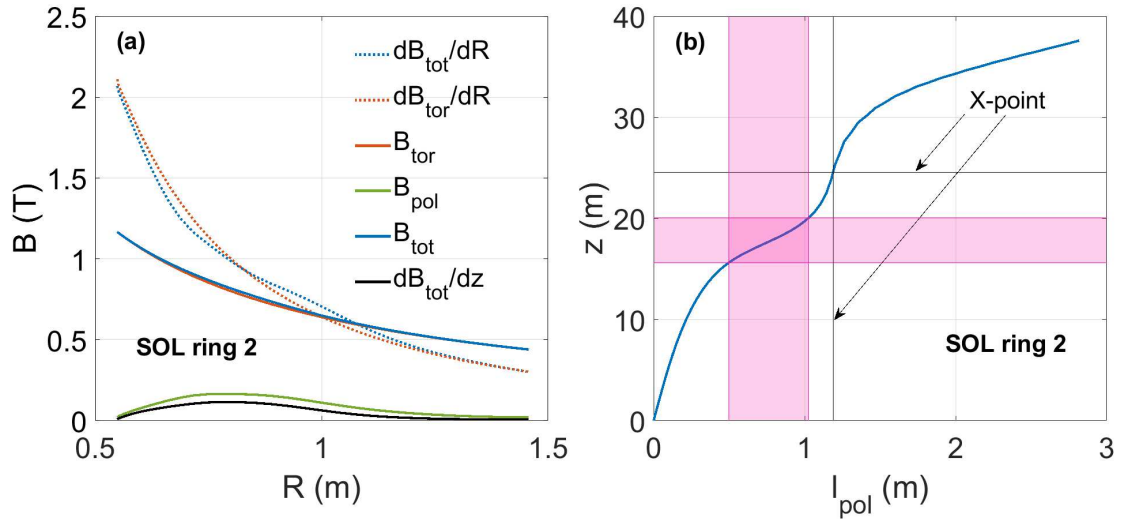 (a)
dB_tot/dR
dB_tor/dR
B_tor
B_pol
B_tot
dB_tot/dz
SOL ring 2
B (T)
2.5
2
1.5
1
0.5
0
0.5
1
1.5
R (m)
(b)
X-point
SOL ring 2
z (m)
40
30
20
10
0
0
1
2
3
l_pol (m)